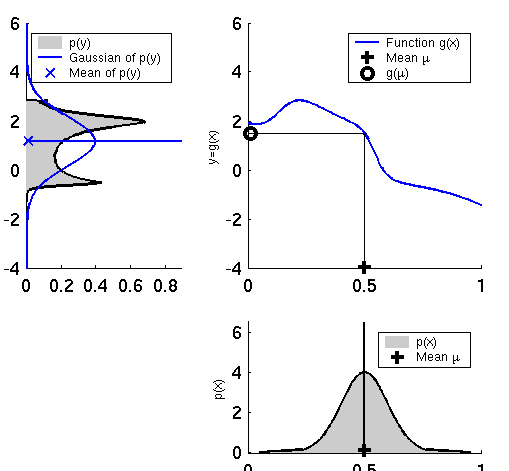 6
4
2
0
-2
-4
0 0.2 0.4 0.6 0.8
p(y)
Gaussian of p(y)
Mean of p(y)
6
4
2
0
-2
-4
0 0.5 1
y=g(x)
Function g(x)
Mean μ
g(μ)
6
4
2
0
0 0.5 1
p(x)
p(x)
Mean μ